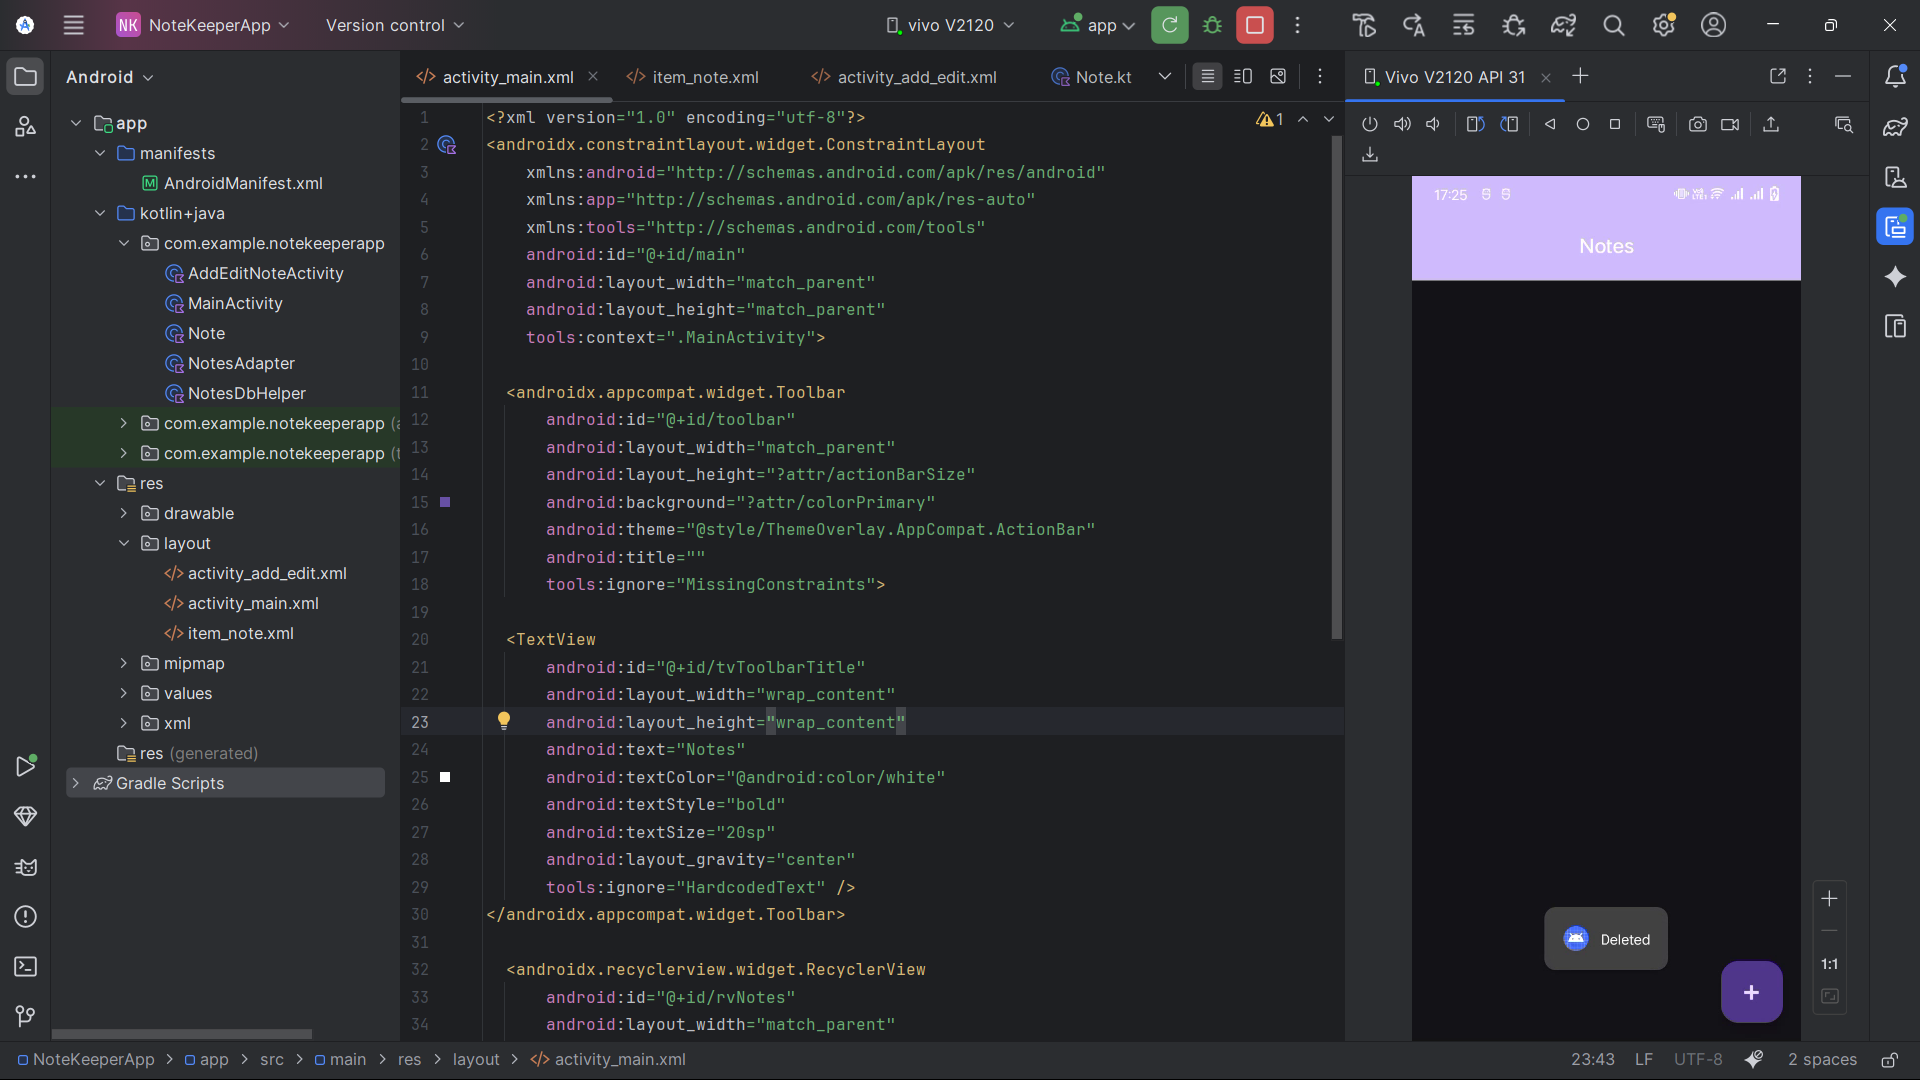 NK NoteKeeperApp Version control vivo V2120 app
Android
app
manifests
AndroidManifest.xml
kotlin+java
com.example.notekeeperapp
AddEditNoteActivity
MainActivity
Note
NotesAdapter
NotesDbHelper
com.example.notekeeperapp
com.example.notekeeperapp
res
drawable
layout
activity_add_edit.xml
activity_main.xml
item_note.xml
mipmap
values
xml
res (generated)
Gradle Scripts
activity_main.xml item_note.xml activity_add_edit.xml Note.kt
1
1 <?xml version="1.0" encoding="utf-8"?>
2 <androidx.constraintlayout.widget.ConstraintLayout
3 xmlns:android="http://schemas.android.com/apk/res/android"
4 xmlns:app="http://schemas.android.com/apk/res-auto"
5 xmlns:tools="http://schemas.android.com/tools"
6 android:id="@+id/main"
7 android:layout_width="match_parent"
8 android:layout_height="match_parent"
9 tools:context=".MainActivity">
10
11 <androidx.appcompat.widget.Toolbar
12 android:id="@+id/toolbar"
13 android:layout_width="match_parent"
14 android:layout_height="?attr/actionBarSize"
15 android:background="?attr/colorPrimary"
16 android:theme="@style/ThemeOverlay.AppCompat.ActionBar"
17 android:title=""
18 tools:ignore="MissingConstraints">
19
20 <TextView
21 android:id="@+id/tvToolbarTitle"
22 android:layout_width="wrap_content"
23 android:layout_height="wrap_content"
24 android:text="Notes"
25 android:textColor="@android:color/white"
26 android:textStyle="bold"
27 android:textSize="20sp"
28 android:layout_gravity="center"
29 tools:ignore="HardcodedText" />
30 </androidx.appcompat.widget.Toolbar>
31
32 <androidx.recyclerview.widget.RecyclerView
33 android:id="@+id/rvNotes"
34 android:layout_width="match_parent"
Vivo V2120 API 31
17:25
Notes
Deleted
+
1:1
NoteKeeperApp > app > src > main > res > layout > activity_main.xml
23:43 LF UTF-8 2 spaces